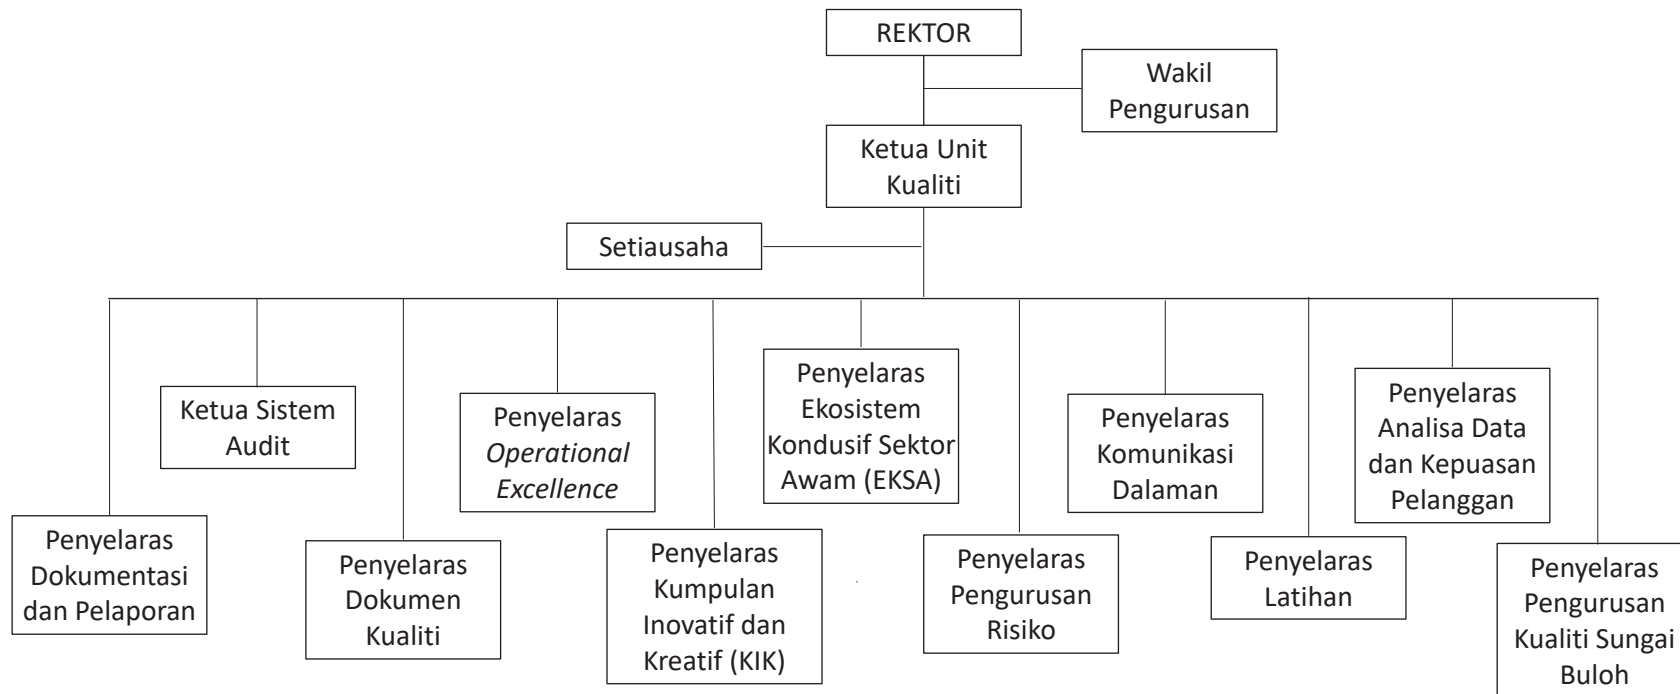 REKTOR
Wakil
Pengurusan
Ketua Unit
Kualiti
Setiausaha
Penyelaras
Dokumentasi
dan Pelaporan
Ketua Sistem
Audit
Penyelaras
Dokumen
Kualiti
Penyelaras
Operational
Excellence
Penyelaras
Kumpulan
Inovatif dan
Kreatif (KIK)
Penyelaras
Ekosistem
Kondusif Sektor
Awam (EKSA)
Penyelaras
Pengurusan
Risiko
Penyelaras
Komunikasi
Dalaman
Penyelaras
Latihan
Penyelaras
Analisa Data
dan Kepuasan
Pelanggan
Penyelaras
Pengurusan
Kualiti Sungai
Buloh